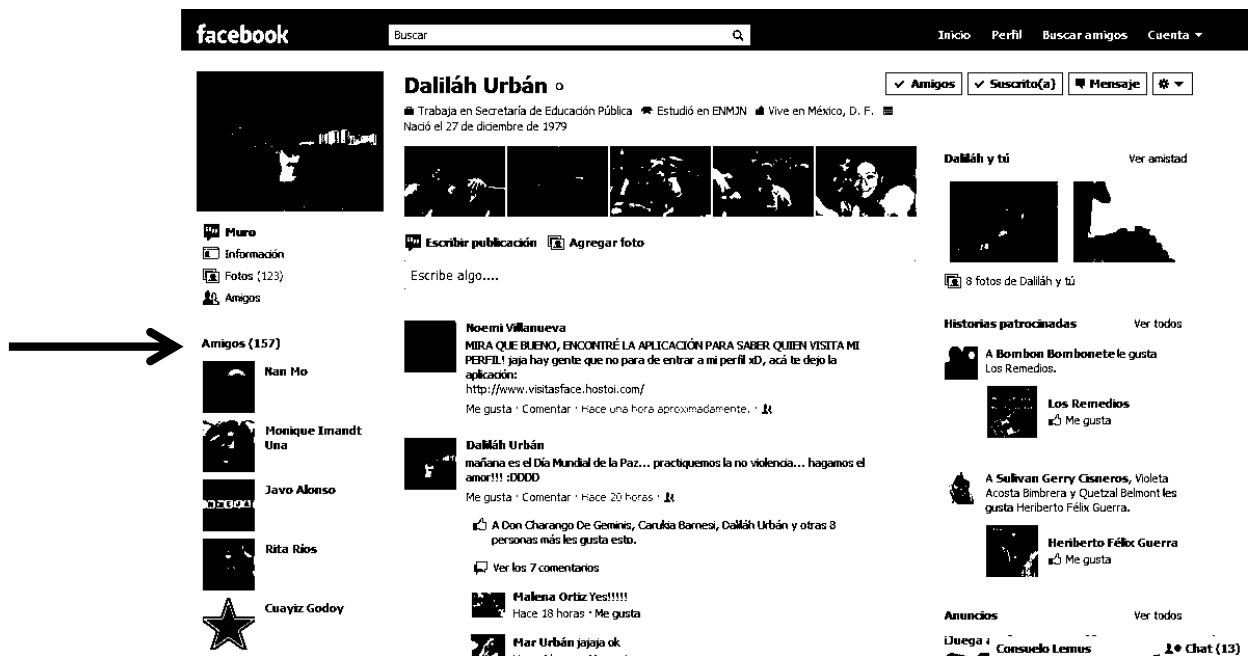 facebook
Buscar
Inicio Perfil Buscar amigos Cuenta
Daliláh Urbán
Amigos Suscrito(a) Mensaje
Trabaja en Secretaría de Educación Pública Estudió en ENMJN Vive en México, D. F.
Nació el 27 de diciembre de 1979
Muro
Información
Fotos (123)
Amigos
Amigos (157)
Nan Mo
Monique Imandt
Una
Javo Alonso
Rita Ríos
Cuayiz Godoy
Escribir publicación Agregar foto
Escribe algo....
Noemi Villanueva
MIRA QUE BUENO, ENCONTRÉ LA APLICACIÓN PARA SABER QUIEN VISITA MI
PERFIL! jaja hay gente que no para de entrar a mi perfil xD, acá te dejo la
aplicación:
http://www.visitasface.hostoi.com/
Me gusta · Comentar · Hace una hora aproximadamente. ·
Daliláh Urbán
mañana es el Día Mundial de la Paz... practiquemos la no violencia... hagamos el
amor!!! :DDDD
Me gusta · Comentar · Hace 20 horas ·
A Don Charango De Geminis, Carukia Barnesi, Daliláh Urbán y otras 8
personas más les gusta esto.
Ver los 7 comentarios
Malena Ortiz Yes!!!!!
Hace 18 horas · Me gusta
Mar Urbán jajaja ok
Daliláh y tú Ver amistad
8 fotos de Daliláh y tú
Historias patrocinadas Ver todos
A Bombon Bombonete le gusta
Los Remedios.
Los Remedios
Me gusta
A Sulivan Gerry Cisneros, Violeta
Acosta Bimbrera y Quetzal Belmont les
gusta Heriberto Félix Guerra.
Heriberto Félix Guerra
Me gusta
Anuncios Ver todos
Consuelo Lemus
Chat (13)